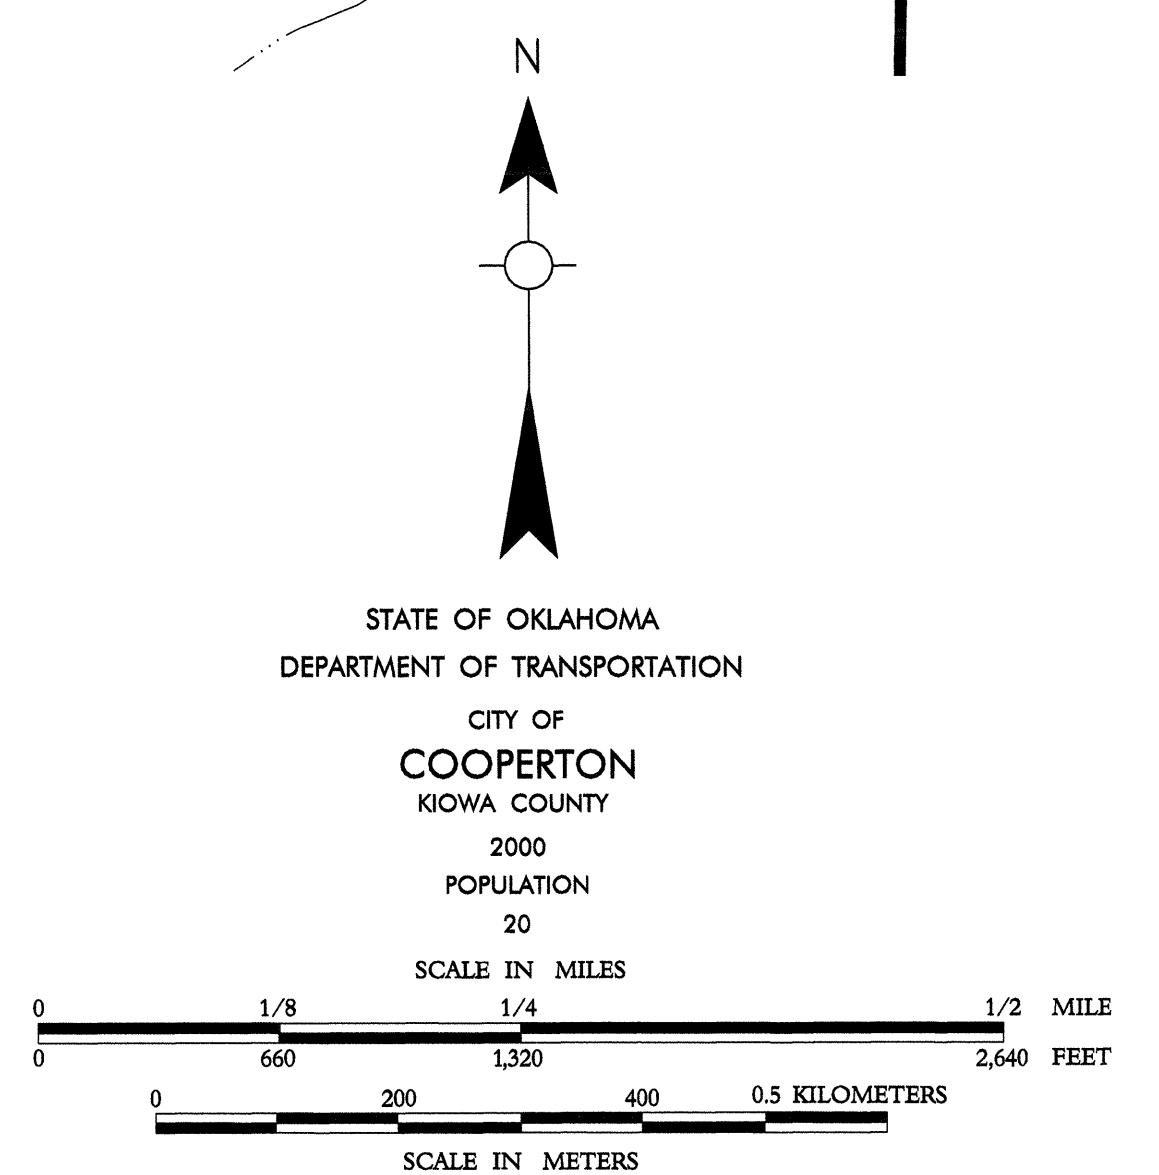 N
STATE OF OKLAHOMA
DEPARTMENT OF TRANSPORTATION
CITY OF
COOPERTON
KIOWA COUNTY
2000
POPULATION
20
SCALE IN MILES
0 1/8 1/4 1/2 MILE
0 660 1,320 2,640 FEET
0 200 400 0.5 KILOMETERS
SCALE IN METERS